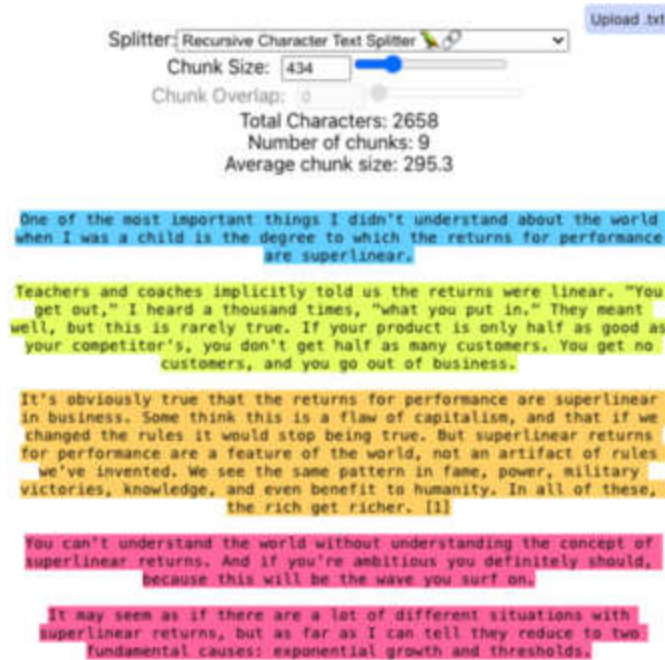 Upload .txt
Splitter: Recursive Character Text Splitter 🦜🔗
Chunk Size: 434
Chunk Overlap: 0
Total Characters: 2658
Number of chunks: 9
Average chunk size: 295.3
One of the most important things I didn't understand about the world
when I was a child is the degree to which the returns for performance
are superlinear.
Teachers and coaches implicitly told us the returns were linear. "You
get out," I heard a thousand times, "what you put in." They meant
well, but this is rarely true. If your product is only half as good as
your competitor's, you don't get half as many customers. You get no
customers, and you go out of business.
It's obviously true that the returns for performance are superlinear
in business. Some think this is a flaw of capitalism, and that if we
changed the rules it would stop being true. But superlinear returns
for performance are a feature of the world, not an artifact of rules
we've invented. We see the same pattern in fame, power, military
victories, knowledge, and even benefit to humanity. In all of these,
the rich get richer. [1]
You can't understand the world without understanding the concept of
superlinear returns. And if you're ambitious you definitely should,
because this will be the wave you surf on.
It may seem as if there are a lot of different situations with
superlinear returns, but as far as I can tell they reduce to two
fundamental causes: exponential growth and thresholds.